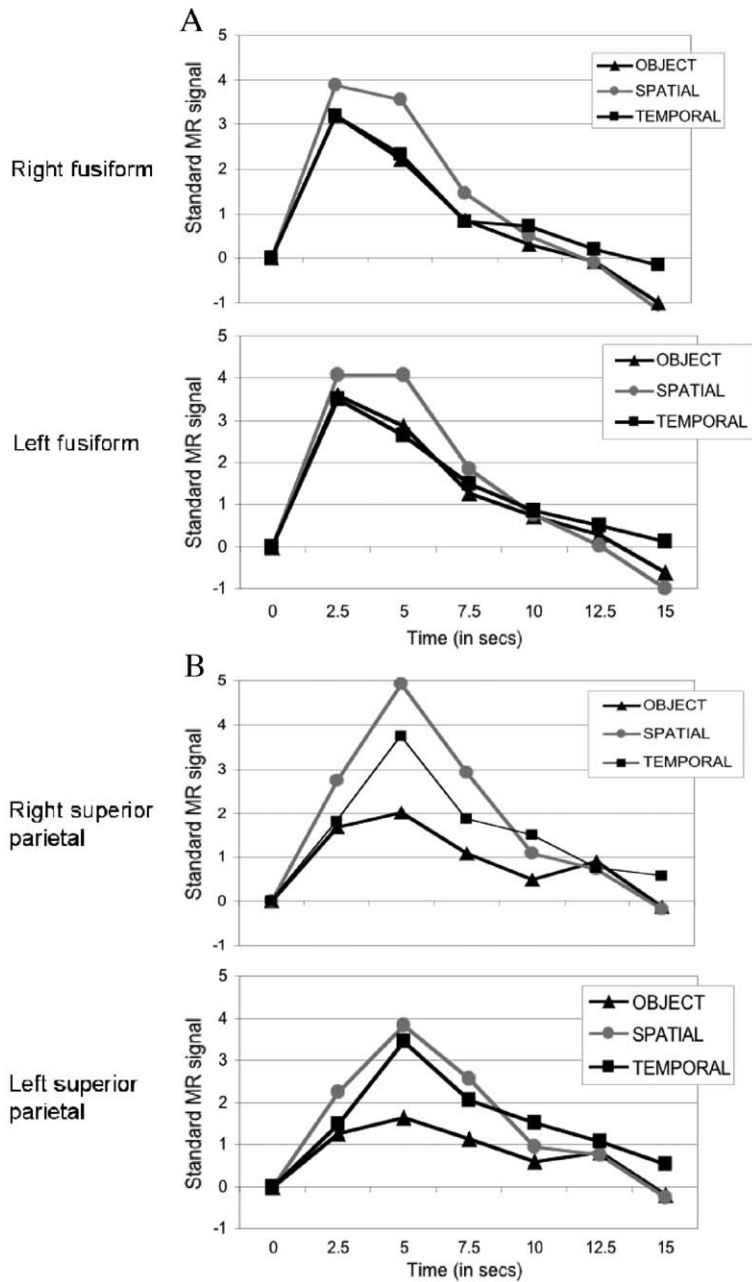 A
Right fusiform
Standard MR signal
5
4
3
2
1
0
-1
OBJECT
SPATIAL
TEMPORAL
Left fusiform
Standard MR signal
5
4
3
2
1
0
-1
OBJECT
SPATIAL
TEMPORAL
0 2.5 5 7.5 10 12.5 15
Time (in secs)
B
Right superior
parietal
Standard MR signal
5
4
3
2
1
0
-1
OBJECT
SPATIAL
TEMPORAL
Left superior
parietal
Standard MR signal
5
4
3
2
1
0
-1
OBJECT
SPATIAL
TEMPORAL
0 2.5 5 7.5 10 12.5 15
Time (in secs)